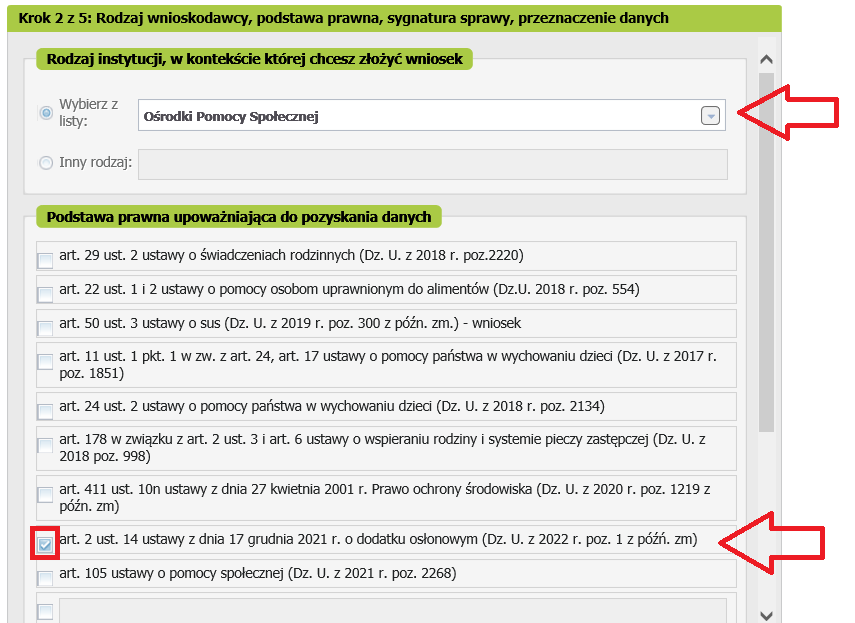 Krok 2 z 5: Rodzaj wnioskodawcy, podstawa prawna, sygnatura sprawy, przeznaczenie danych
Rodzaj instytucji, w kontekście której chcesz złożyć wniosek
Wybierz z
listy:
Ośrodki Pomocy Społecznej
Inny rodzaj:
Podstawa prawna upoważniająca do pozyskania danych
art. 29 ust. 2 ustawy o świadczeniach rodzinnych (Dz. U. z 2018 r. poz.2220)
art. 22 ust. 1 i 2 ustawy o pomocy osobom uprawnionym do alimentów (Dz.U. 2018 r. poz. 554)
art. 50 ust. 3 ustawy o sus (Dz. U. z 2019 r. poz. 300 z późn. zm.) - wniosek
art. 11 ust. 1 pkt. 1 w zw. z art. 24, art. 17 ustawy o pomocy państwa w wychowaniu dzieci (Dz. U. z 2017 r.
poz. 1851)
art. 24 ust. 2 ustawy o pomocy państwa w wychowaniu dzieci (Dz. U. z 2018 r. poz. 2134)
art. 178 w związku z art. 2 ust. 3 i art. 6 ustawy o wspieraniu rodziny i systemie pieczy zastępczej (Dz. U. z
2018 poz. 998)
art. 411 ust. 10n ustawy z dnia 27 kwietnia 2001 r. Prawo ochrony środowiska (Dz. U. z 2020 r. poz. 1219 z
późn. zm)
art. 2 ust. 14 ustawy z dnia 17 grudnia 2021 r. o dodatku osłonowym (Dz. U. z 2022 r. poz. 1 z późń. zm)
art. 105 ustawy o pomocy społecznej (Dz. U. z 2021 r. poz. 2268)